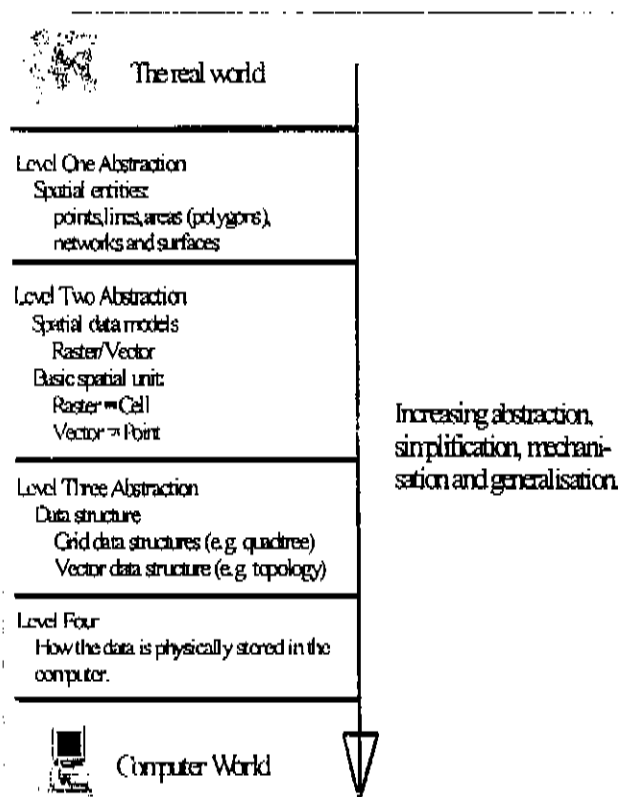 The real world
Level One Abstraction
Spatial entities:
points, lines, areas (polygons),
networks and surfaces
Level Two Abstraction
Spatial data models
Raster/Vector
Basic spatial unit:
Raster = Cell
Vector = Point
Increasing abstraction,
simplification, mechani-
sation and generalisation.
Level Three Abstraction
Data structure
Grid data structures (e.g. quadtree)
Vector data structure (e.g. topology)
Level Four
How the data is physically stored in the
computer.
Computer World